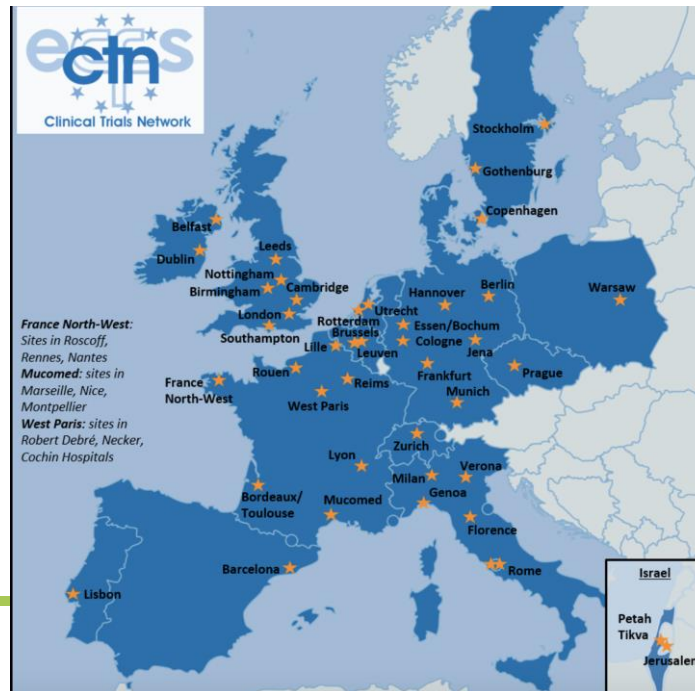 ecfs
ctn
Clinical Trials Network
Stockholm
Gothenburg
Copenhagen
Belfast
Dublin
Leeds
Nottingham
Birmingham
Cambridge
London
Southampton
Utrecht
Rotterdam
Brussels
Lille
Leuven
Hannover
Berlin
Warsaw
Essen/Bochum
Cologne
Jena
Frankfurt
Prague
Munich
France North-West:
Sites in Roscoff,
Rennes, Nantes
Mucomed: sites in
Marseille, Nice,
Montpellier
West Paris: sites in
Robert Debré, Necker,
Cochin Hospitals
Rouen
Reims
France
North-West
West Paris
Zurich
Lyon
Milan
Verona
Genoa
Bordeaux/
Toulouse
Mucomed
Florence
Barcelona
Rome
Lisbon
Israel
Petah
Tikva
Jerusalem